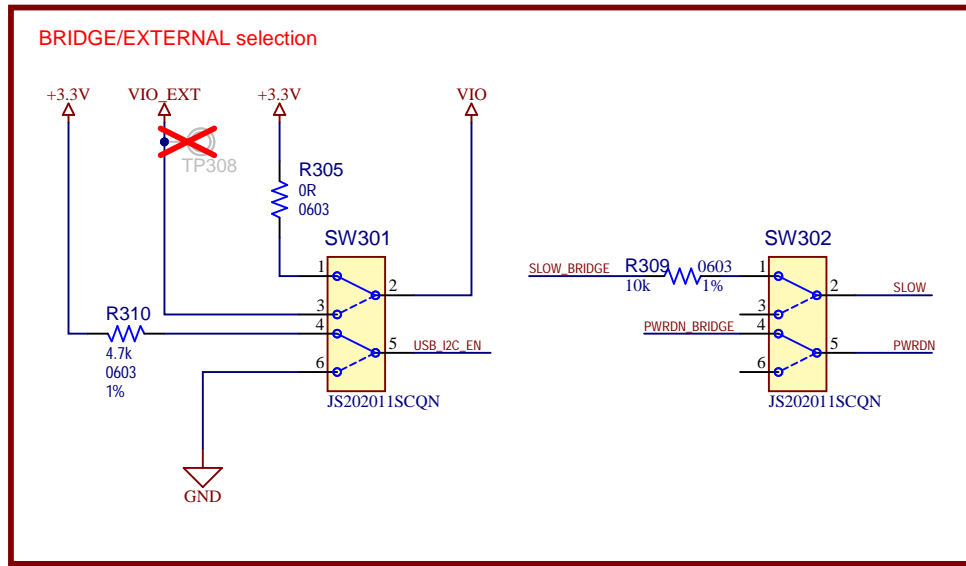 BRIDGE/EXTERNAL selection
+3.3V
VIO_EXT
+3.3V
VIO
TP308
R305
0R
0603
SW301
1
2
3
4
5
6
JS202011SCQN
USB_I2C_EN
R310
4.7k
0603
1%
GND
SW302
SLOW_BRIDGE
R309
10k
0603
1%
1
2
3
4
5
6
SLOW
PWRDN_BRIDGE
PWRDN
JS202011SCQN